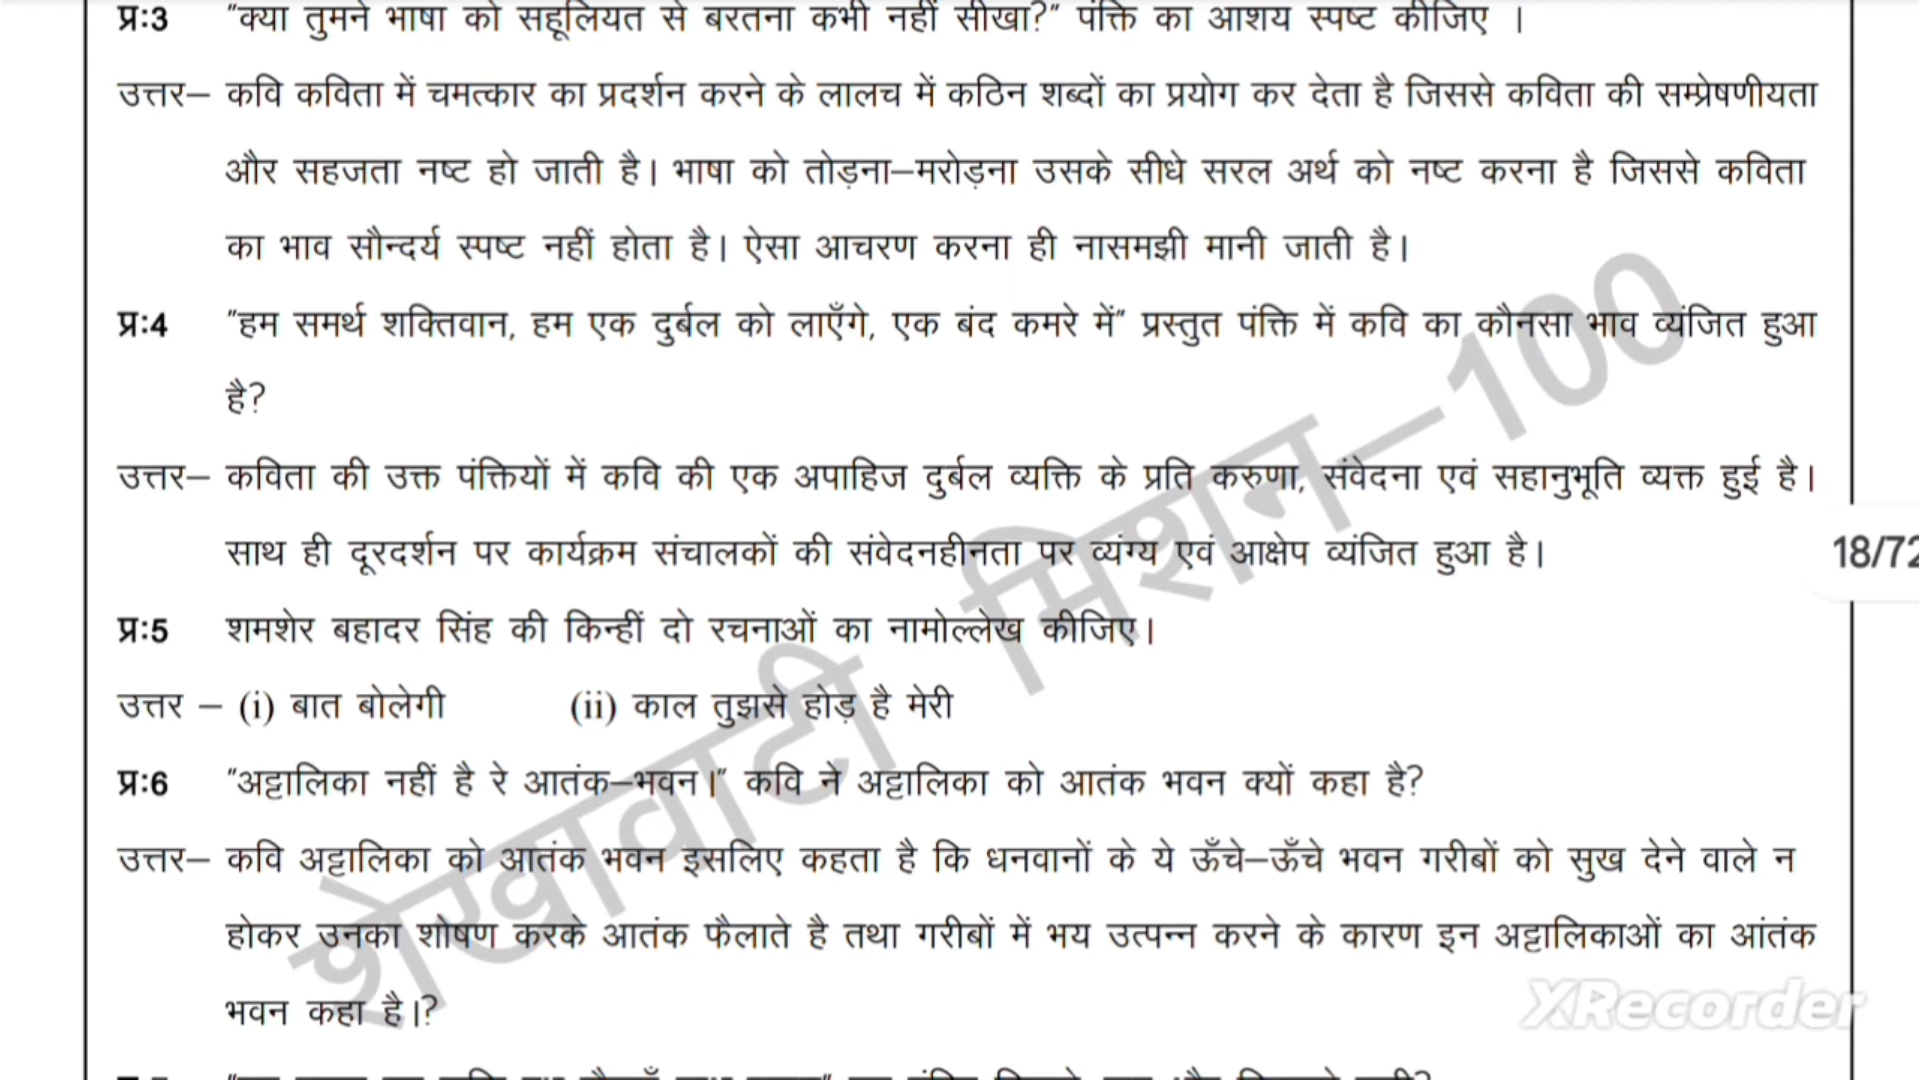 प्र:3 "क्या तुमने भाषा को सहूलियत से बरतना कभी नहीं सीखा?" पंक्ति का आशय स्पष्ट कीजिए ।
उत्तर– कवि कविता में चमत्कार का प्रदर्शन करने के लालच में कठिन शब्दों का प्रयोग कर देता है जिससे कविता की सम्प्रेषणीयता
और सहजता नष्ट हो जाती है। भाषा को तोड़ना–मरोड़ना उसके सीधे सरल अर्थ को नष्ट करना है जिससे कविता
का भाव सौन्दर्य स्पष्ट नहीं होता है। ऐसा आचरण करना ही नासमझी मानी जाती है।
प्र:4 "हम समर्थ शक्तिवान, हम एक दुर्बल को लाएँगे, एक बंद कमरे में" प्रस्तुत पंक्ति में कवि का कौनसा भाव व्यंजित हुआ
है?
उत्तर– कविता की उक्त पंक्तियों में कवि की एक अपाहिज दुर्बल व्यक्ति के प्रति करुणा, संवेदना एवं सहानुभूति व्यक्त हुई है।
साथ ही दूरदर्शन पर कार्यक्रम संचालकों की संवेदनहीनता पर व्यंग्य एवं आक्षेप व्यंजित हुआ है।
18/72
प्र:5 शमशेर बहादर सिंह की किन्हीं दो रचनाओं का नामोल्लेख कीजिए।
उत्तर – (i) बात बोलेगी (ii) काल तुझसे होड़ है मेरी
प्र:6 "अट्टालिका नहीं है रे आतंक–भवन।" कवि ने अट्टालिका को आतंक भवन क्यों कहा है?
उत्तर– कवि अट्टालिका को आतंक भवन इसलिए कहता है कि धनवानों के ये ऊँचे–ऊँचे भवन गरीबों को सुख देने वाले न
होकर उनका शोषण करके आतंक फैलाते है तथा गरीबों में भय उत्पन्न करने के कारण इन अट्टालिकाओं का आंतंक
भवन कहा है।?
शेखावाटी मिशन–100
XRecorder